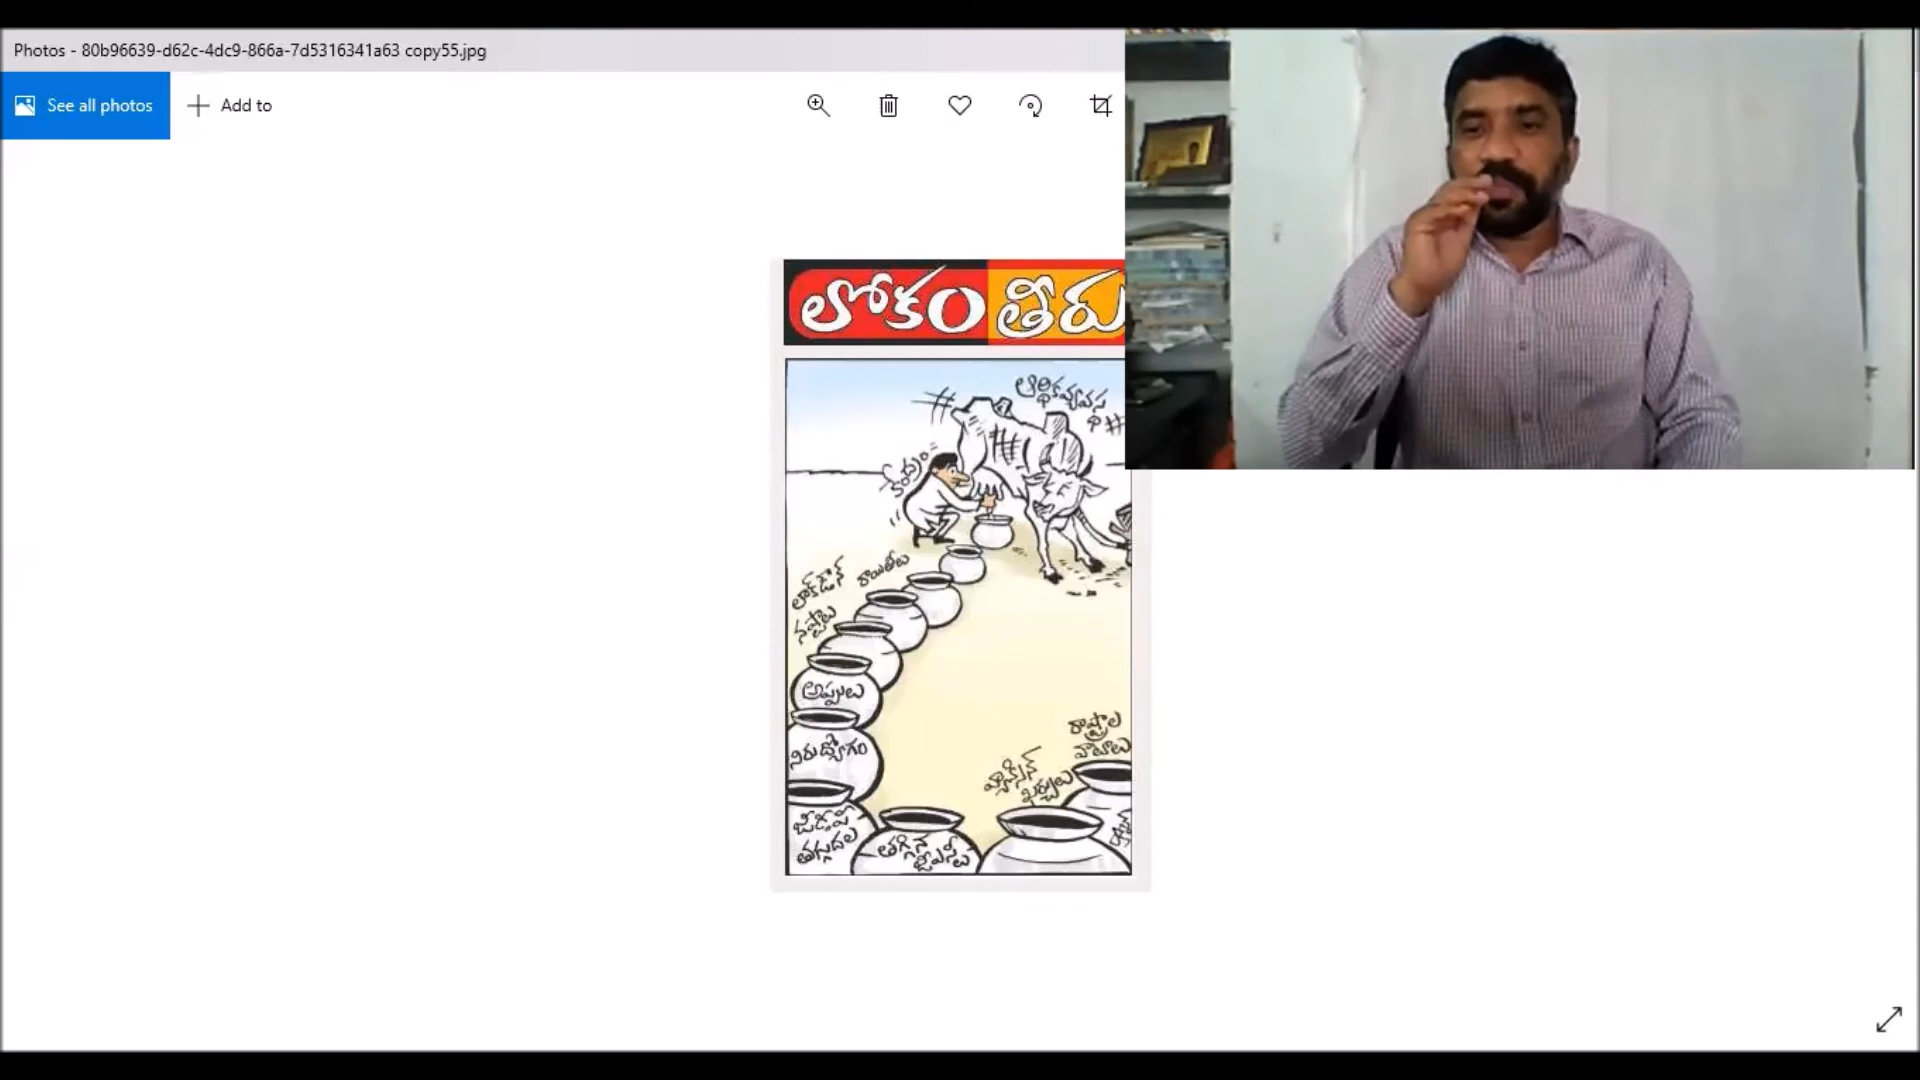 Photos - 80b96639-d62c-4dc9-866a-7d5316341a63 copy55.jpg
See all photos
Add to
లోకం తీరు
ఆర్థికవ్యవస్థ
కేంద్రం
లాక్‌డౌన్
నష్టాలు
రాయితీలు
అప్పులు
నిరుద్యోగం
జీడీపీ
తగ్గుదల
తగ్గిన
జీఎస్టీ
వ్యాక్సిన్
ఖర్చులు
రాష్ట్రాల
వాటాలు